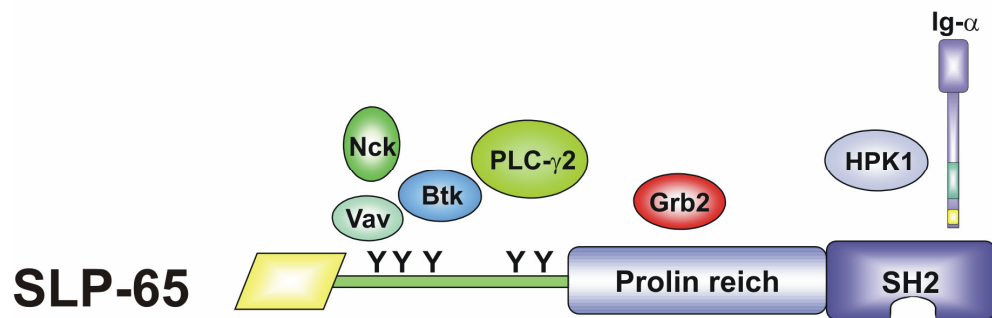 Ig-α
Nck
PLC-γ2
HPK1
Btk
Vav
Grb2
Y Y Y Y Y
SLP-65
Prolin reich
SH2